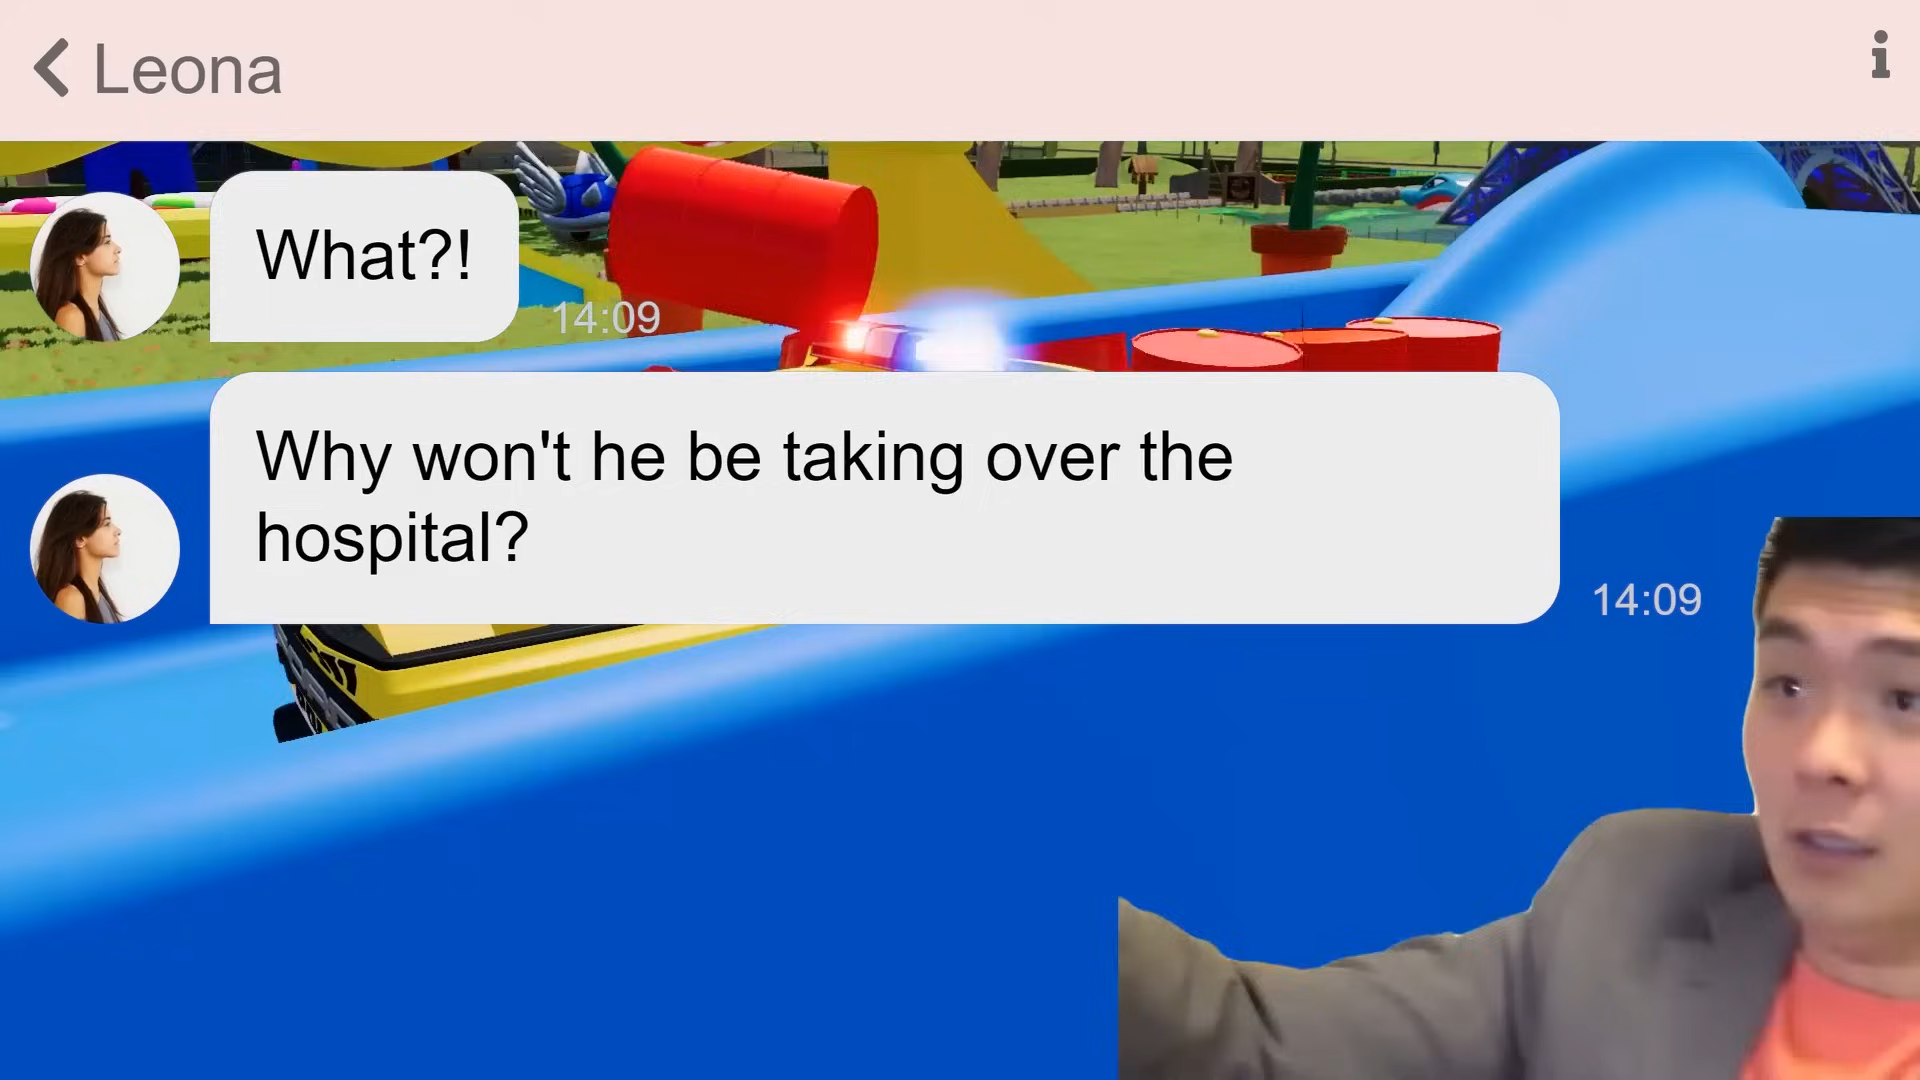 Leona
What?!
14:09
Why won't he be taking over the
hospital?
14:09